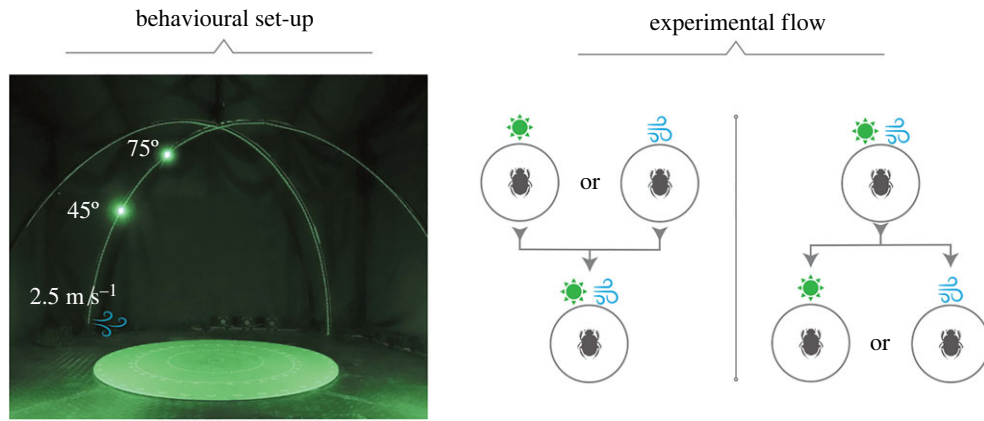 behavioural set-up
experimental flow
75º
45º
2.5 m s⁻¹
or
or